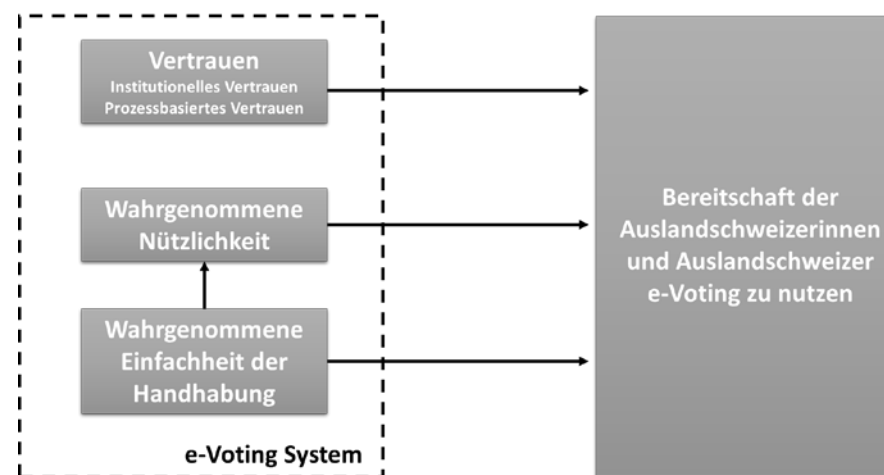 Vertrauen
Institutionelles Vertrauen
Prozessbasiertes Vertrauen
Wahrgenommene
Nützlichkeit
Wahrgenommene
Einfachheit der
Handhabung
e-Voting System
Bereitschaft der
Auslandschweizerinnen
und Auslandschweizer
e-Voting zu nutzen